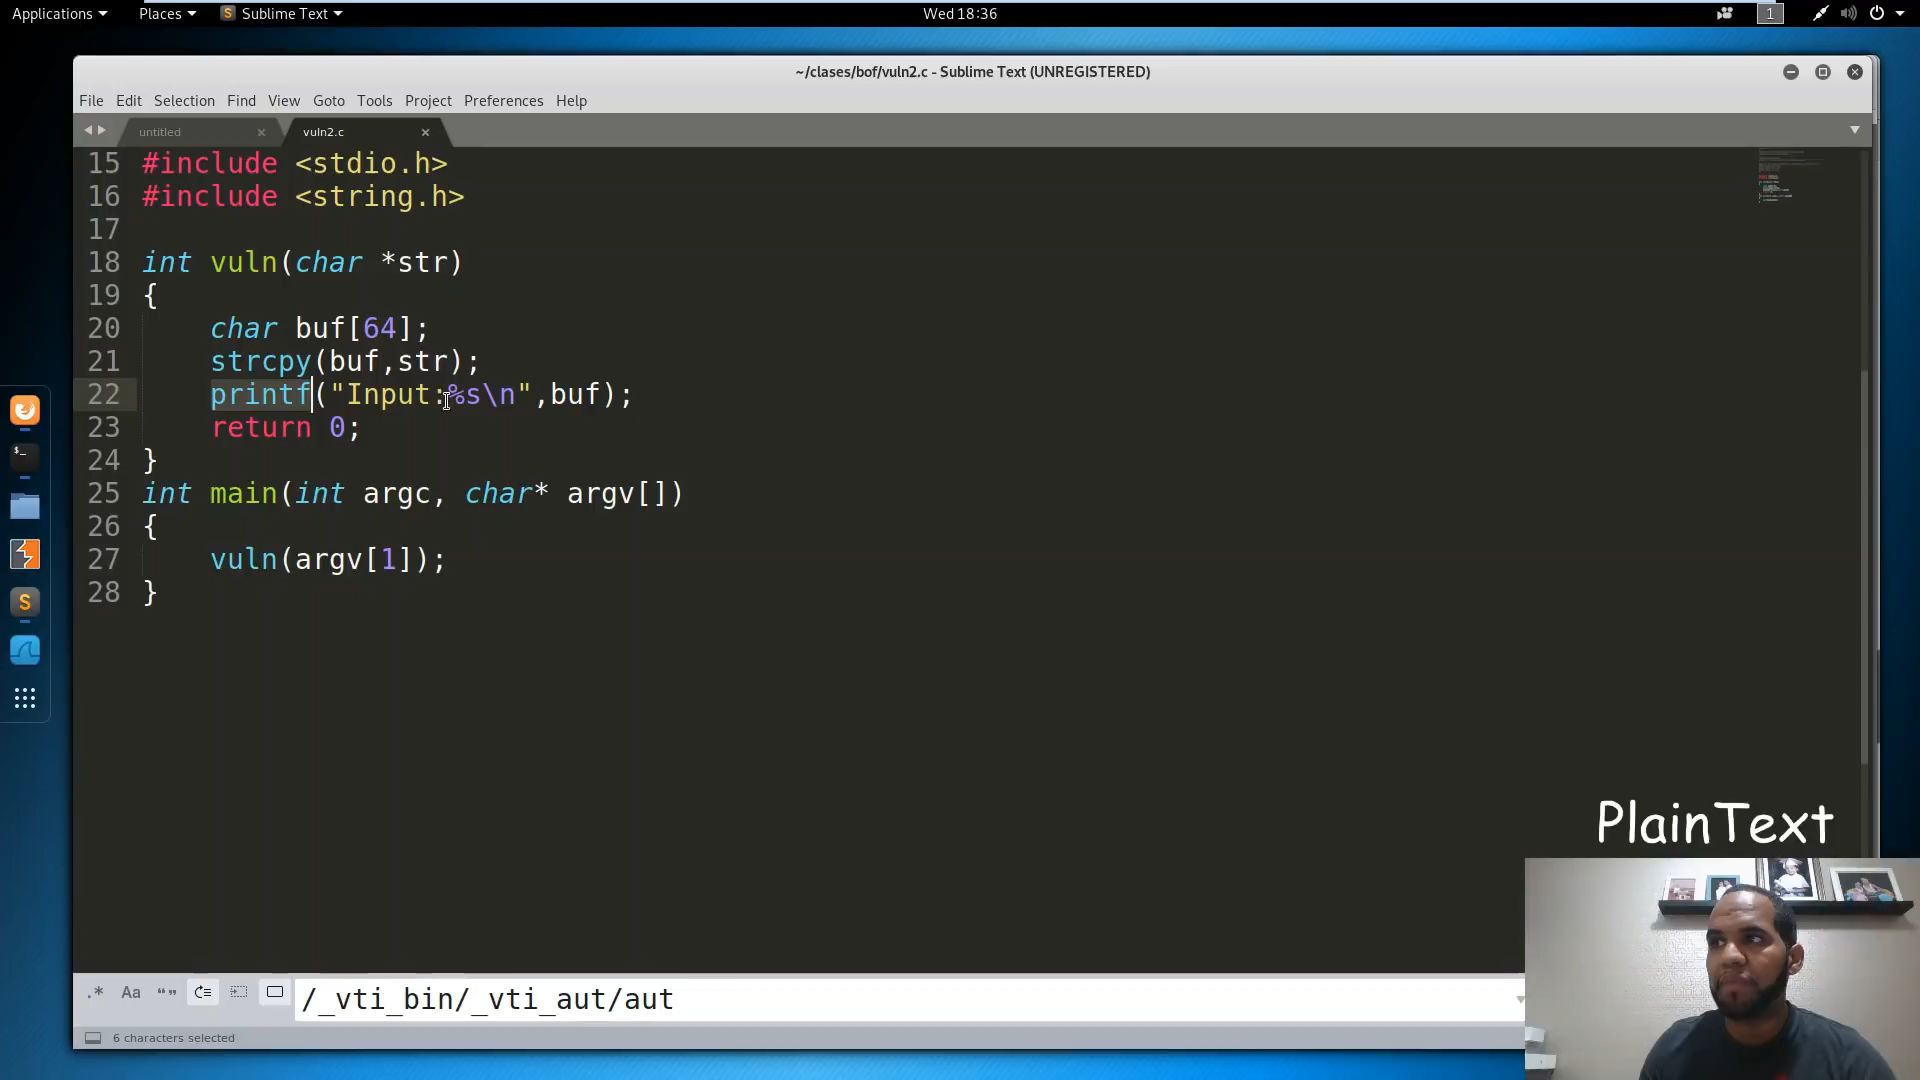 Applications Places Sublime Text Wed 18:36 1
~/clases/bof/vuln2.c - Sublime Text (UNREGISTERED)
File Edit Selection Find View Goto Tools Project Preferences Help
untitled vuln2.c
15 #include <stdio.h>
16 #include <string.h>
17
18 int vuln(char *str)
19 {
20 char buf[64];
21 strcpy(buf,str);
22 printf("Input:%s\n",buf);
23 return 0;
24 }
25 int main(int argc, char* argv[])
26 {
27 vuln(argv[1]);
28 }
PlainText
.* Aa “”
/_vti_bin/_vti_aut/aut
6 characters selected